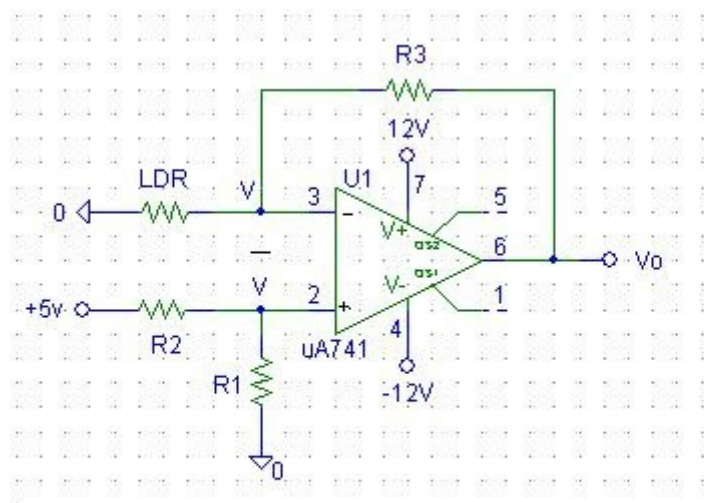 R3
12V
LDR
V
3
U1
7
5
0
-
V+
OS2
6
Vo
V
+5v
2
+
V-
OS1
1
R2
uA741
4
R1
-12V
0